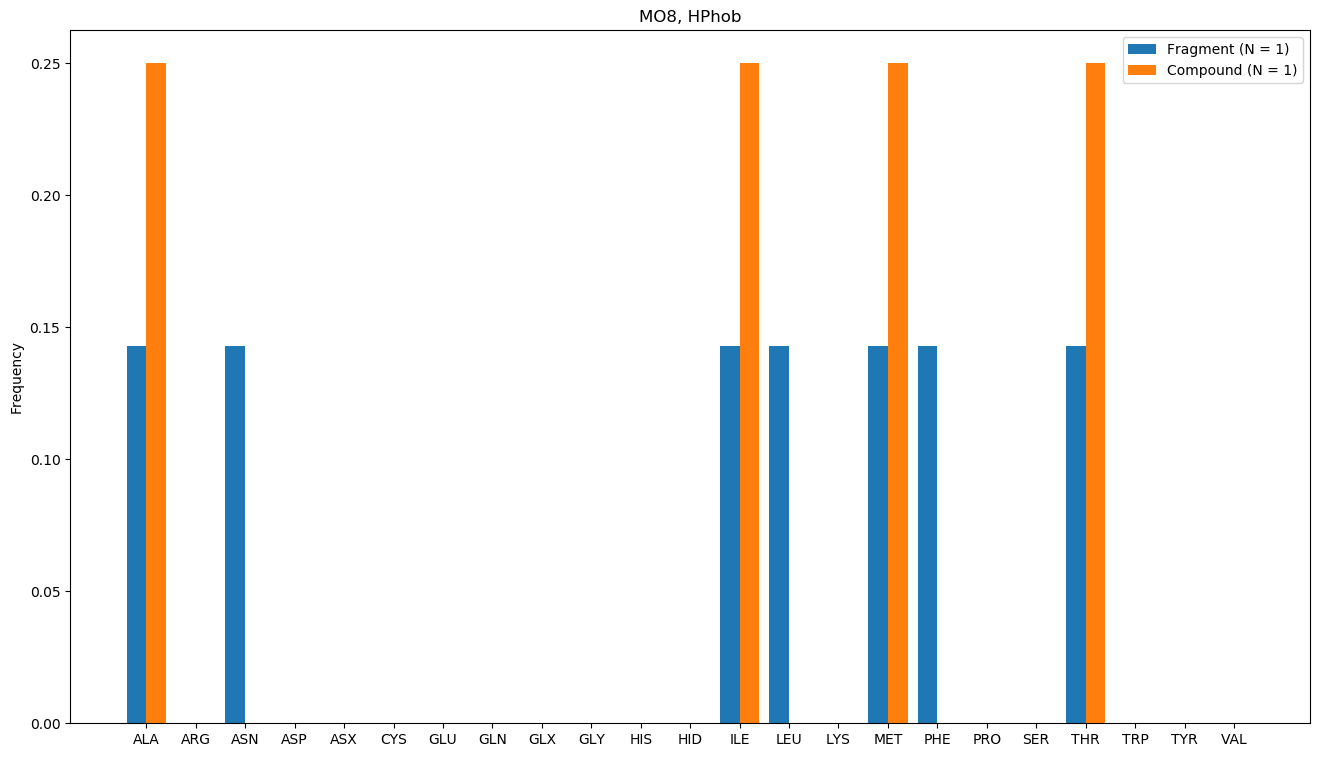 MO8, HPhob
Fragment (N = 1)
Compound (N = 1)
Frequency
0.25
0.20
0.15
0.10
0.05
0.00
ALA ARG ASN ASP ASX CYS GLU GLN GLX GLY HIS HID ILE LEU LYS MET PHE PRO SER THR TRP TYR VAL